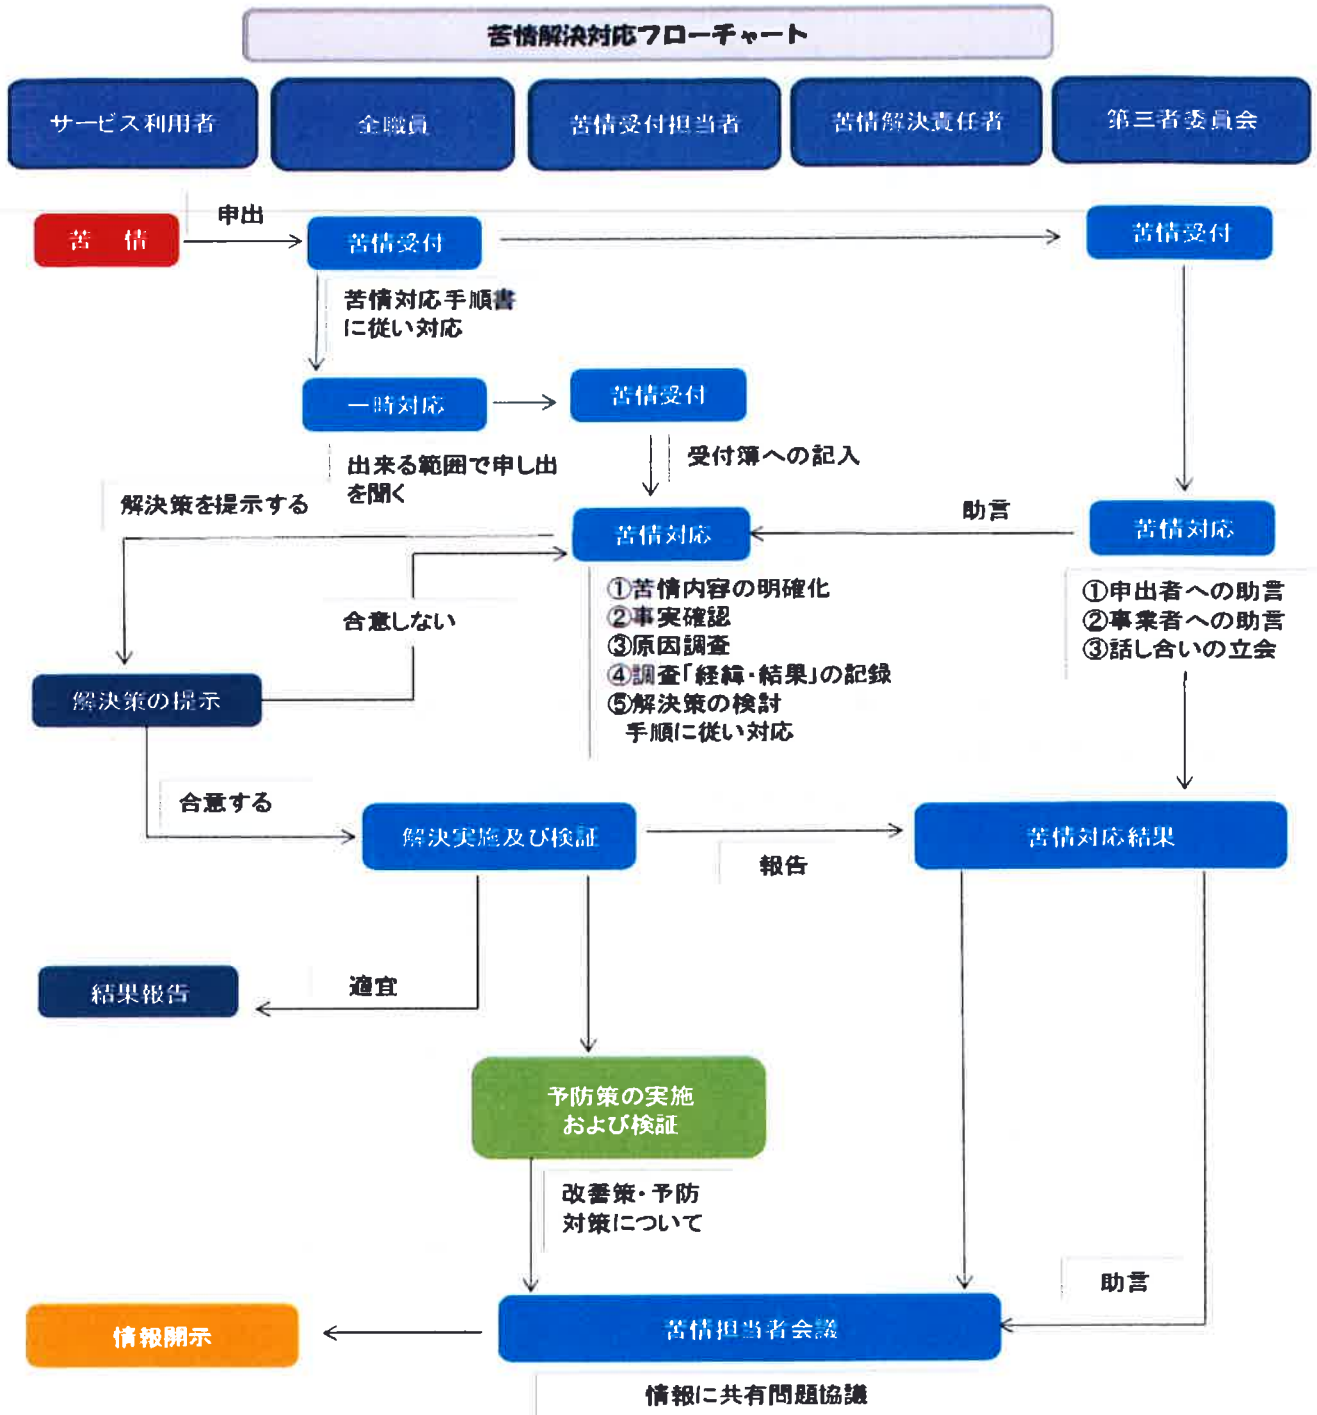 苦情解決対応フローチャート
サービス利用者
全職員
苦情受付担当者
苦情解決責任者
第三者委員会
苦 情
申出
苦情受付
苦情受付
苦情対応手順書
に従い対応
一時対応
苦情受付
出来る範囲で申し出
を聞く
受付簿への記入
解決策を提示する
苦情対応
助言
苦情対応
①苦情内容の明確化
②事実確認
③原因調査
④調査「経緯・結果」の記録
⑤解決策の検討
手順に従い対応
①申出者への助言
②事業者への助言
③話し合いの立会
合意しない
解決策の提示
合意する
解決実施及び検証
報告
苦情対応結果
結果報告
適宜
予防策の実施
および検証
改善策・予防
対策について
助言
情報開示
苦情担当者会議
情報に共有問題協議